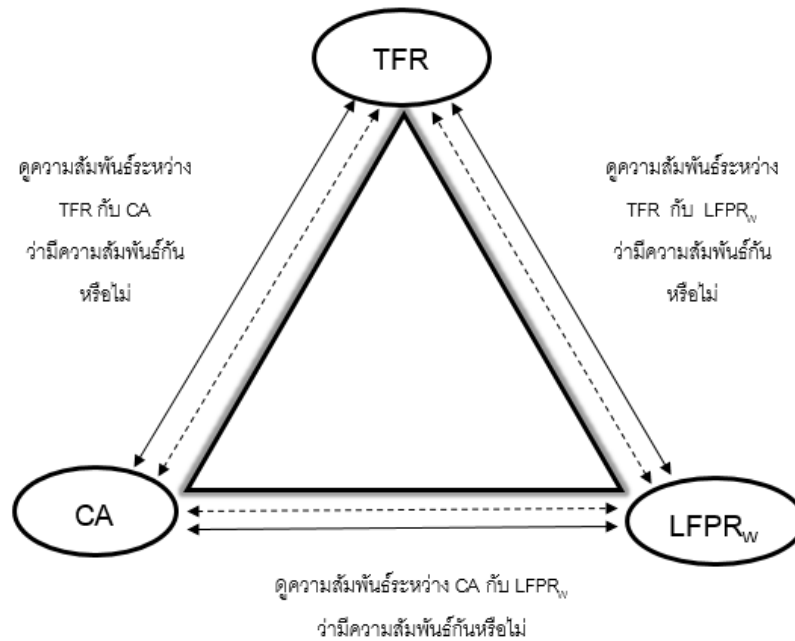 TFR
ดูความสัมพันธ์ระหว่าง
TFR กับ CA
ว่ามีความสัมพันธ์กัน
หรือไม่
ดูความสัมพันธ์ระหว่าง
TFR กับ LFPRw
ว่ามีความสัมพันธ์กัน
หรือไม่
CA
LFPRw
ดูความสัมพันธ์ระหว่าง CA กับ LFPRw
ว่ามีความสัมพันธ์กันหรือไม่